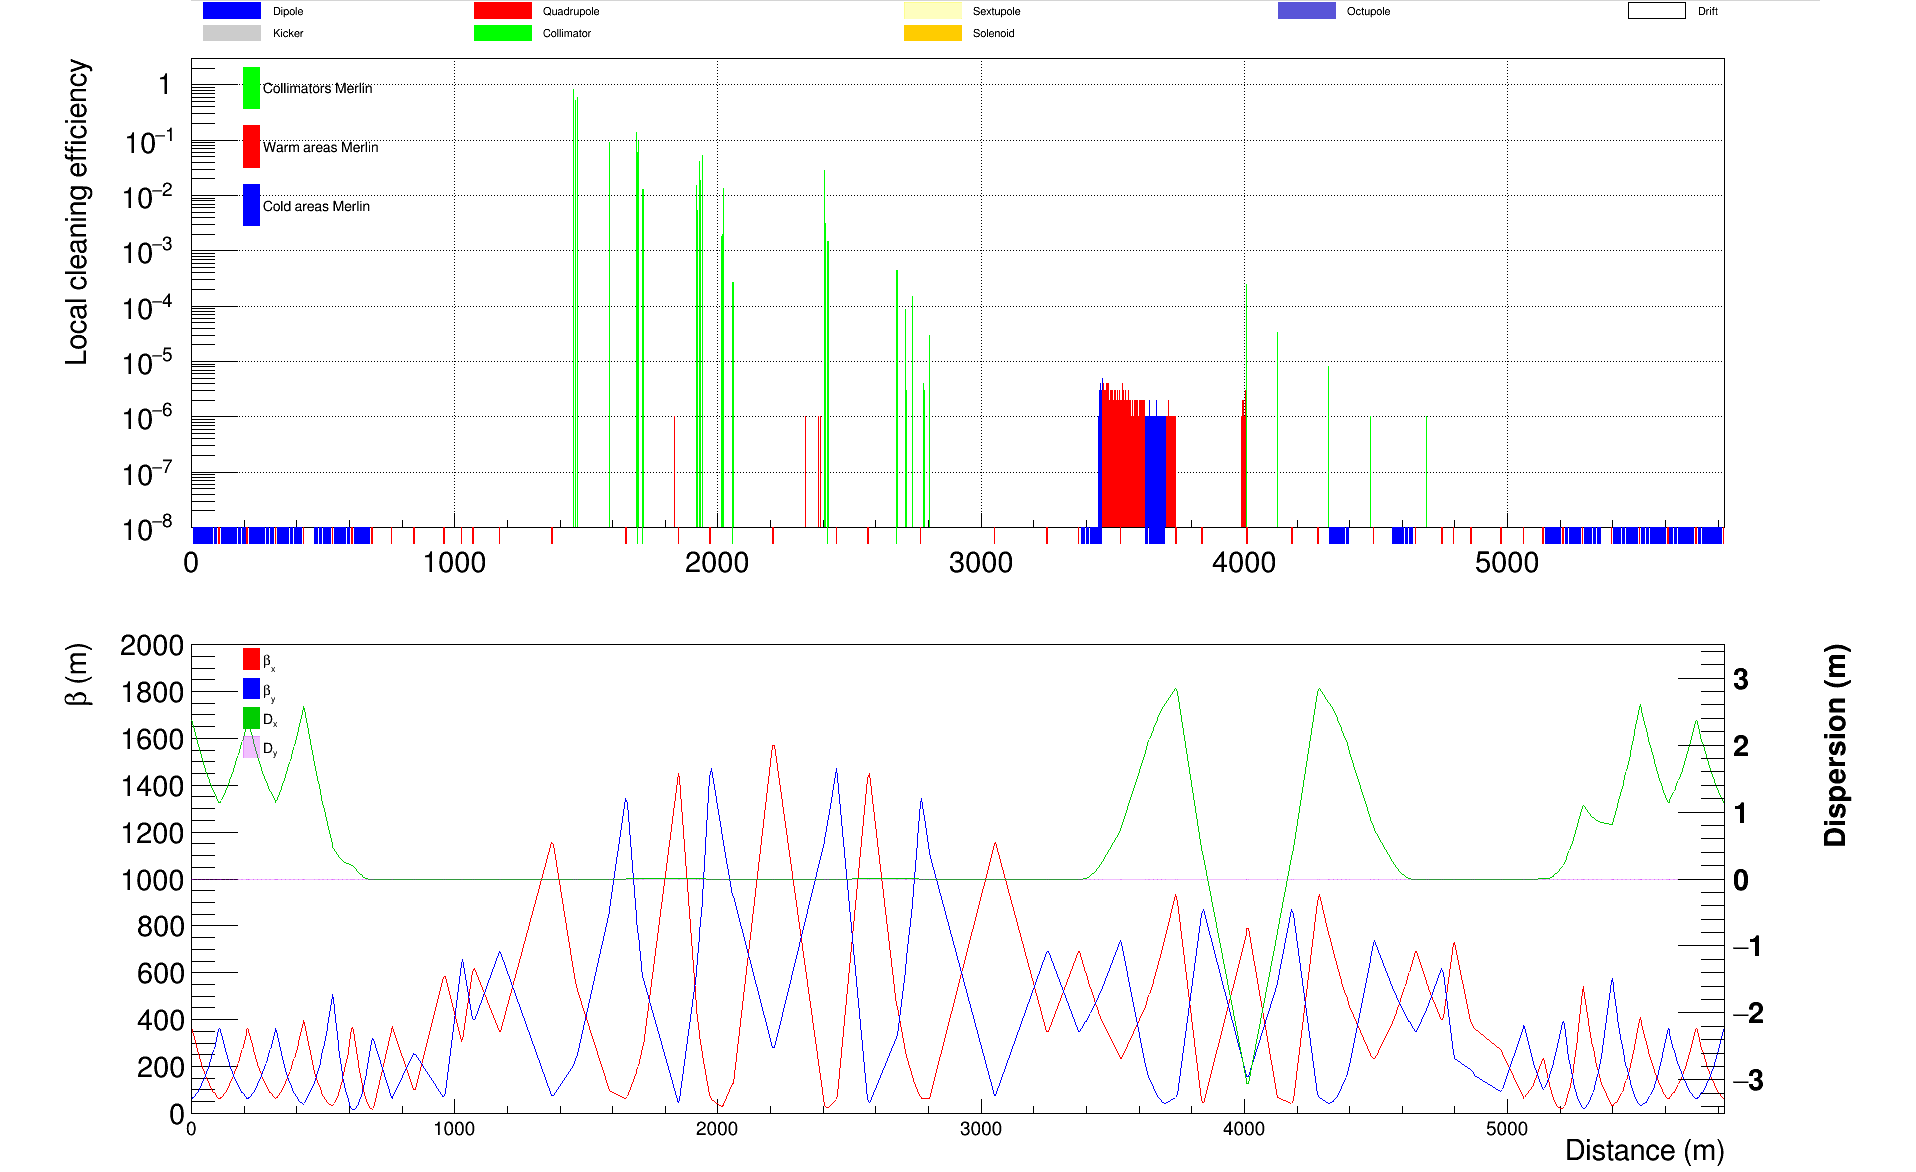 Dipole Quadrupole Sextupole Octupole Drift
Kicker Collimator Solenoid
Local cleaning efficiency
1
10−1
10−2
10−3
10−4
10−5
10−6
10−7
10−8
Collimators Merlin
Warm areas Merlin
Cold areas Merlin
0 1000 2000 3000 4000 5000
β (m)
2000
1800
1600
1400
1200
1000
800
600
400
200
0
βx
βy
Dx
Dy
3
2
1
0
−1
−2
−3
Dispersion (m)
0 1000 2000 3000 4000 5000
Distance (m)